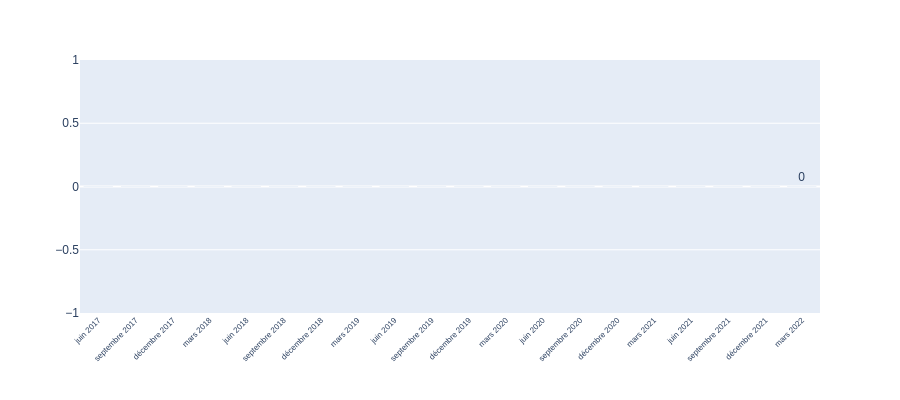 1
0.5
0
0
−0.5
−1
juin 2017
septembre 2017
décembre 2017
mars 2018
juin 2018
septembre 2018
décembre 2018
mars 2019
juin 2019
septembre 2019
décembre 2019
mars 2020
juin 2020
septembre 2020
décembre 2020
mars 2021
juin 2021
septembre 2021
décembre 2021
mars 2022